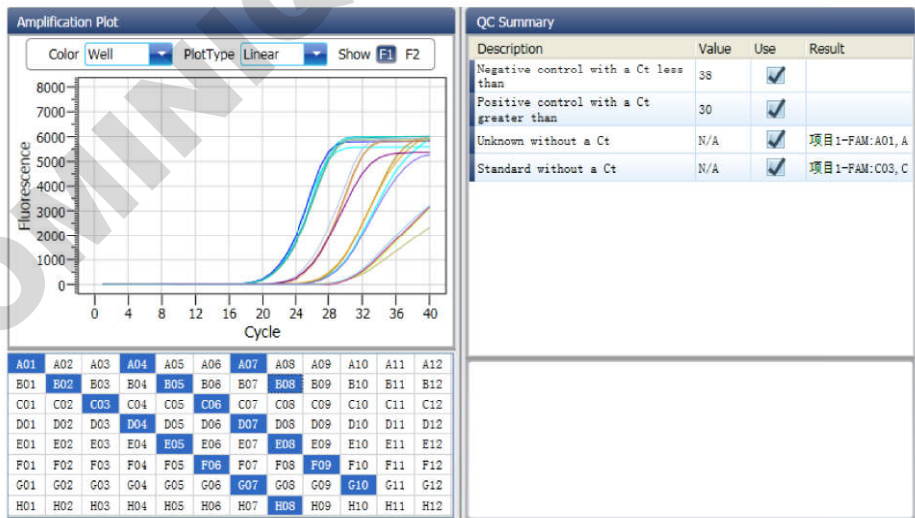 Amplification Plot
Color Well PlotType Linear Show F1 F2
8000
7000
6000
5000
4000
3000
2000
1000
0
Fluorescence
0 4 8 12 16 20 24 28 32 36 40
Cycle
A01 A02 A03 A04 A05 A06 A07 A08 A09 A10 A11 A12
B01 B02 B03 B04 B05 B06 B07 B08 B09 B10 B11 B12
C01 C02 C03 C04 C05 C06 C07 C08 C09 C10 C11 C12
D01 D02 D03 D04 D05 D06 D07 D08 D09 D10 D11 D12
E01 E02 E03 E04 E05 E06 E07 E08 E09 E10 E11 E12
F01 F02 F03 F04 F05 F06 F07 F08 F09 F10 F11 F12
G01 G02 G03 G04 G05 G06 G07 G08 G09 G10 G11 G12
H01 H02 H03 H04 H05 H06 H07 H08 H09 H10 H11 H12
QC Summary
Description Value Use Result
Negative control with a Ct less
than
38
Positive control with a Ct
greater than
30
Unknown without a Ct N/A 项目1-FAM:A01,A
Standard without a Ct N/A 项目1-FAM:C03,C
OMINIQ